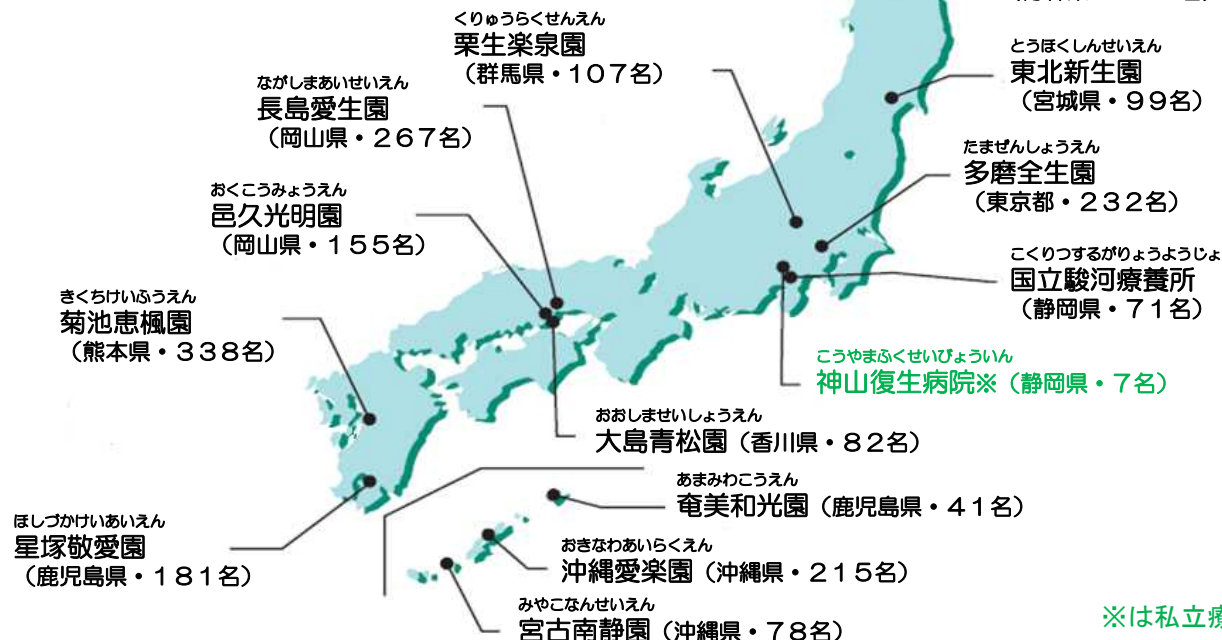 くりゅうらくせんえん
栗生楽泉園
（群馬県・１０７名）
とうほくしんせいえん
東北新生園
（宮城県・９９名）
ながしまあいせいえん
長島愛生園
（岡山県・２６７名）
たまぜんしょうえん
多磨全生園
（東京都・２３２名）
おくこうみょうえん
邑久光明園
（岡山県・１５５名）
こくりつするがりょうようじょ
国立駿河療養所
（静岡県・７１名）
きくちけいふうえん
菊池恵楓園
（熊本県・３３８名）
こうやまふくせいびょういん
神山復生病院※（静岡県・７名）
おおしませいしょうえん
大島青松園（香川県・８２名）
あまみわこうえん
奄美和光園（鹿児島県・４１名）
ほしづかけいあいえん
星塚敬愛園
（鹿児島県・１８１名）
おきなわあいらくえん
沖縄愛楽園（沖縄県・２１５名）
みやこなんせいえん
宮古南静園（沖縄県・７８名）
※は私立療